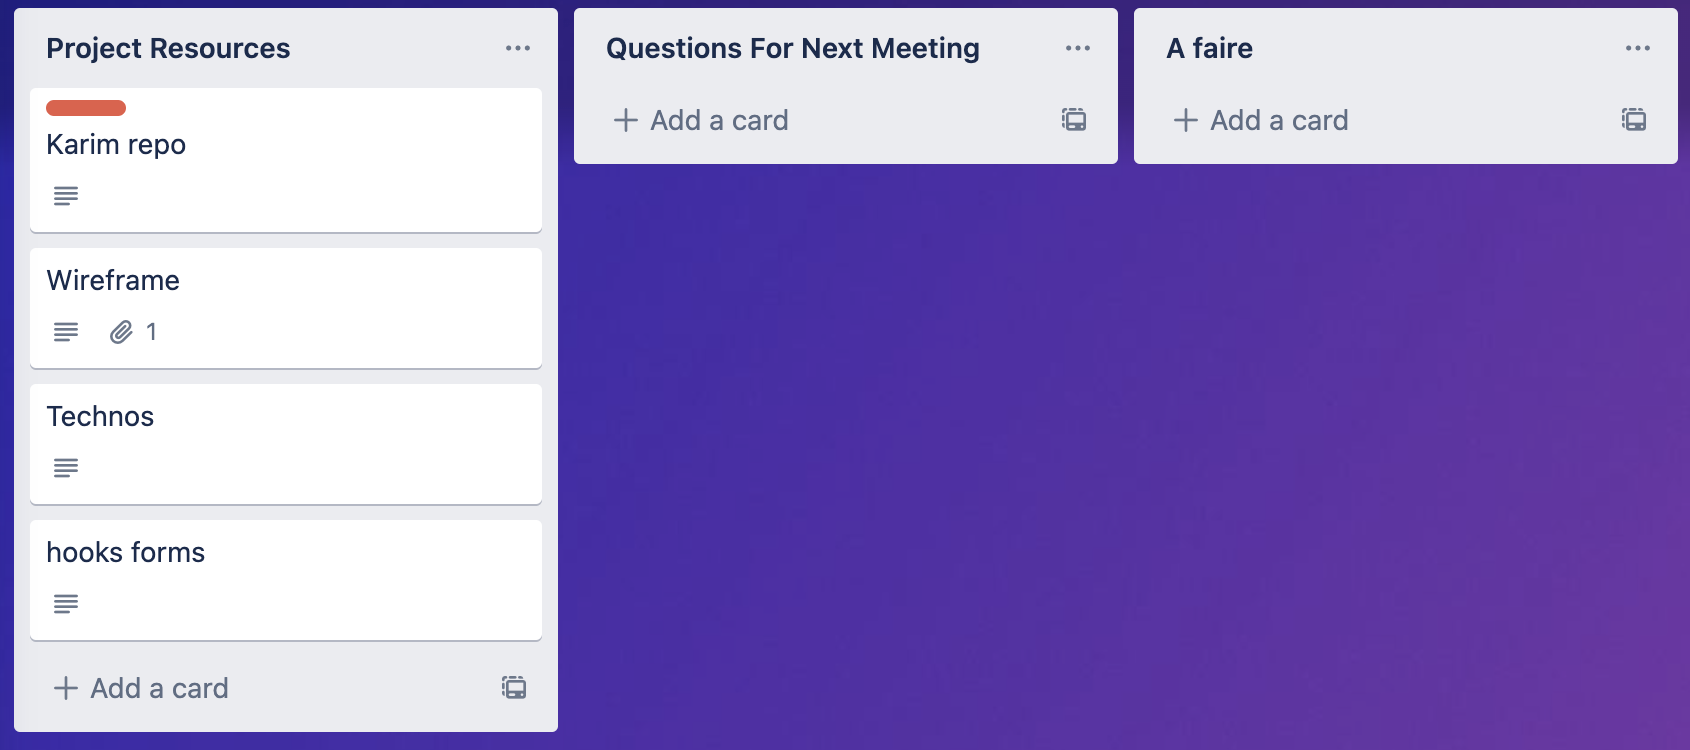 Project Resources
Karim repo
Wireframe
1
Technos
hooks forms
Add a card
Questions For Next Meeting
Add a card
A faire
Add a card